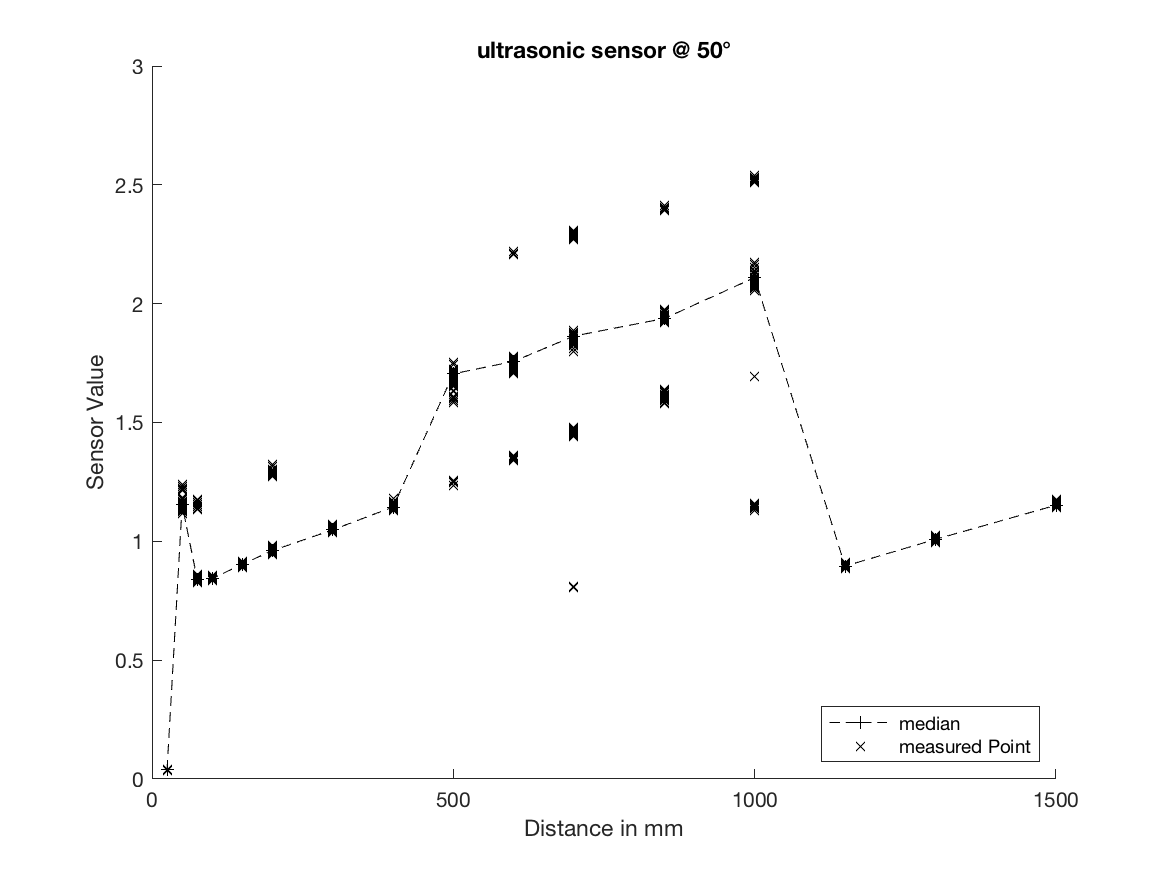 ultrasonic sensor @ 50°
3
2.5
2
1.5
1
0.5
0
Sensor Value
0
500
1000
1500
Distance in mm
median
measured Point